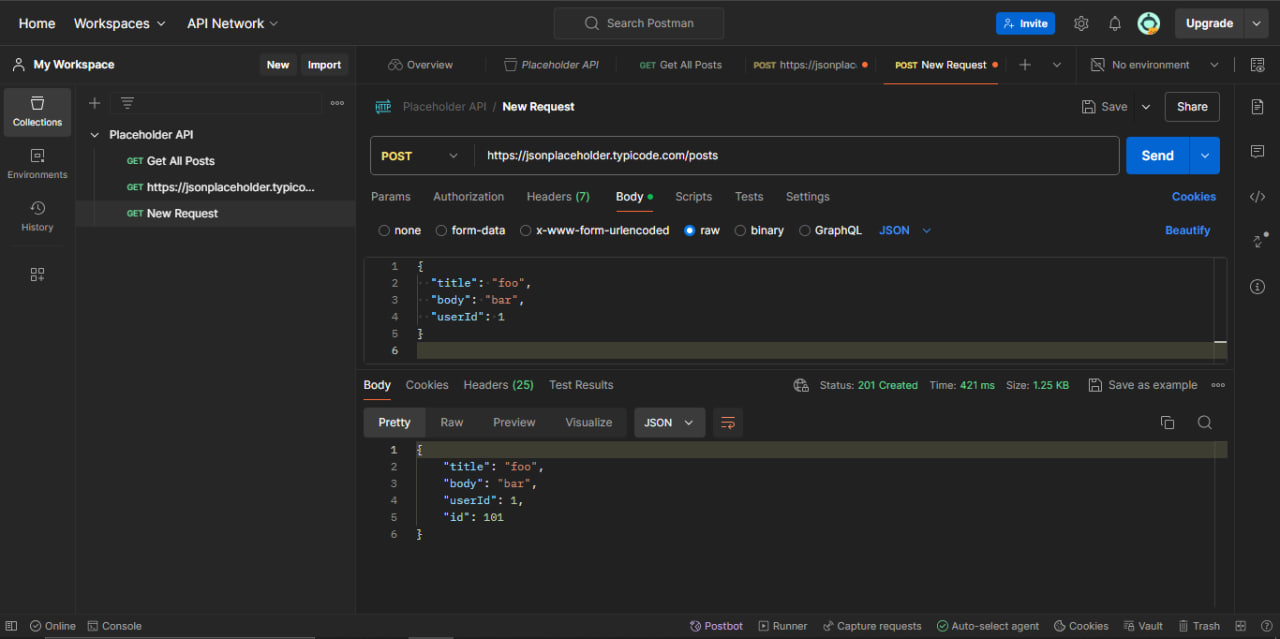 Home Workspaces API Network Search Postman Invite Upgrade
My Workspace New Import Overview Placeholder API GET Get All Posts POST https://jsonplac POST New Request No environment
Collections
Environments
History
Placeholder API
GET Get All Posts
GET https://jsonplaceholder.typico...
GET New Request
HTTP Placeholder API / New Request Save Share
POST https://jsonplaceholder.typicode.com/posts Send
Params Authorization Headers (7) Body Scripts Tests Settings Cookies
none form-data x-www-form-urlencoded raw binary GraphQL JSON Beautify
1 {
2 "title": "foo",
3 "body": "bar",
4 "userId": 1
5 }
6
Body Cookies Headers (25) Test Results Status: 201 Created Time: 421 ms Size: 1.25 KB Save as example
Pretty Raw Preview Visualize JSON
1 {
2 "title": "foo",
3 "body": "bar",
4 "userId": 1,
5 "id": 101
6 }
Online Console Postbot Runner Capture requests Auto-select agent Cookies Vault Trash